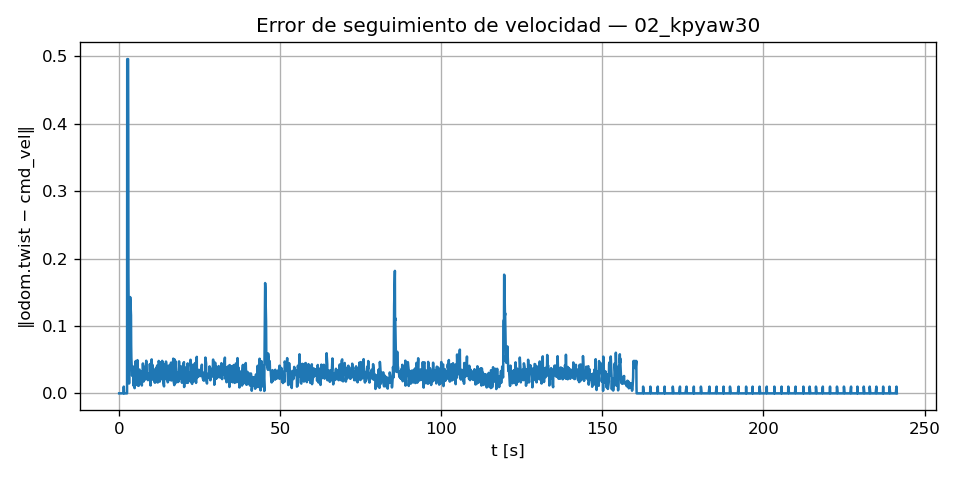 Error de seguimiento de velocidad — 02_kpyaw30
‖odom.twist − cmd_vel‖
0.5
0.4
0.3
0.2
0.1
0.0
0 50 100 150 200 250
t [s]